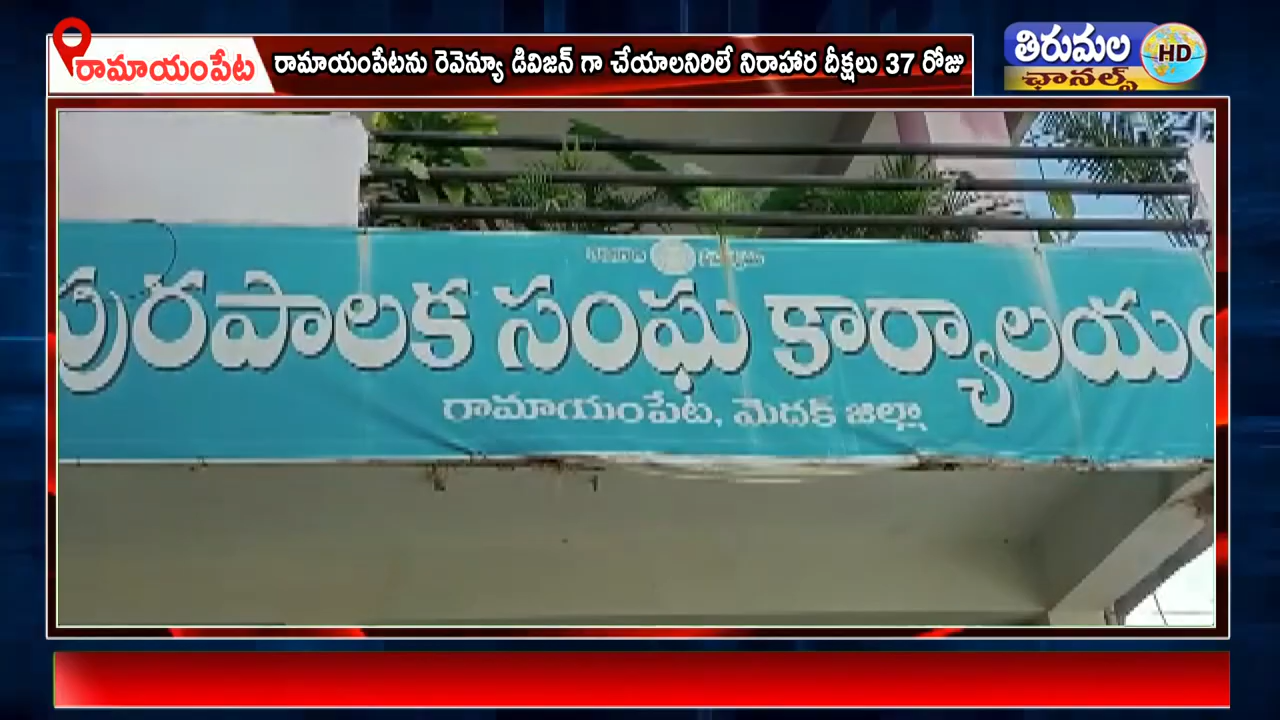 రామాయంపేట
రామాయంపేటను రెవెన్యూ డివిజన్ గా చేయాలనిరిలే నిరాహార దీక్షలు 37 రోజు
తిరుమల
ఛానల్స్
HD
పురపాలక సంఘ కార్యాలయం
రామాయంపేట, మెదక్ జిల్లా